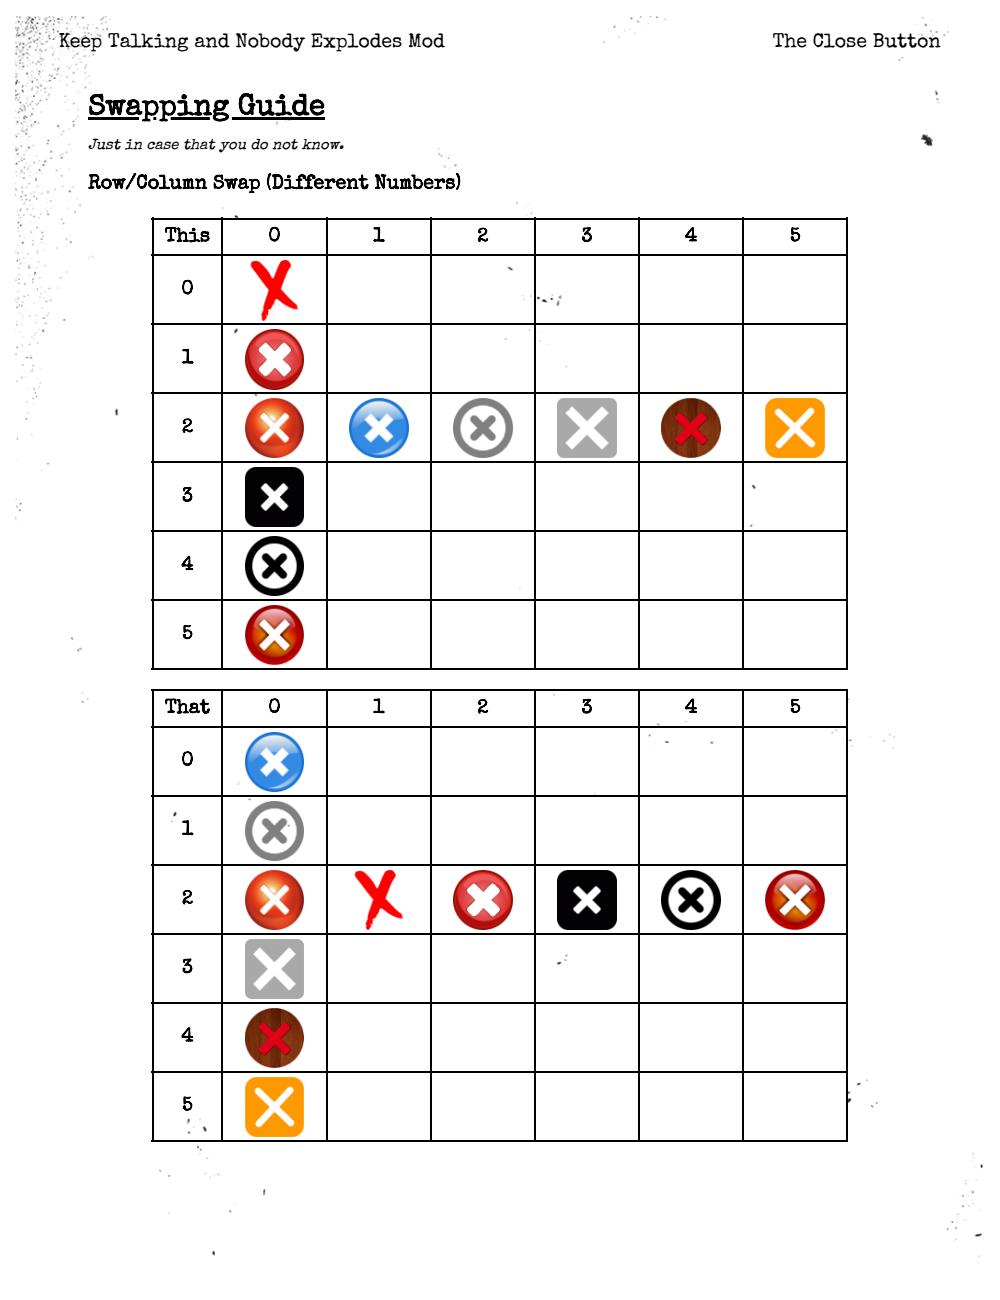 Keep Talking and Nobody Explodes Mod The Close Button
Swapping Guide
Just in case that you do not know.
Row/Column Swap (Different Numbers)
This 0 1 2 3 4 5
0
1
2
3
4
5
That 0 1 2 3 4 5
0
1
2
3
4
5